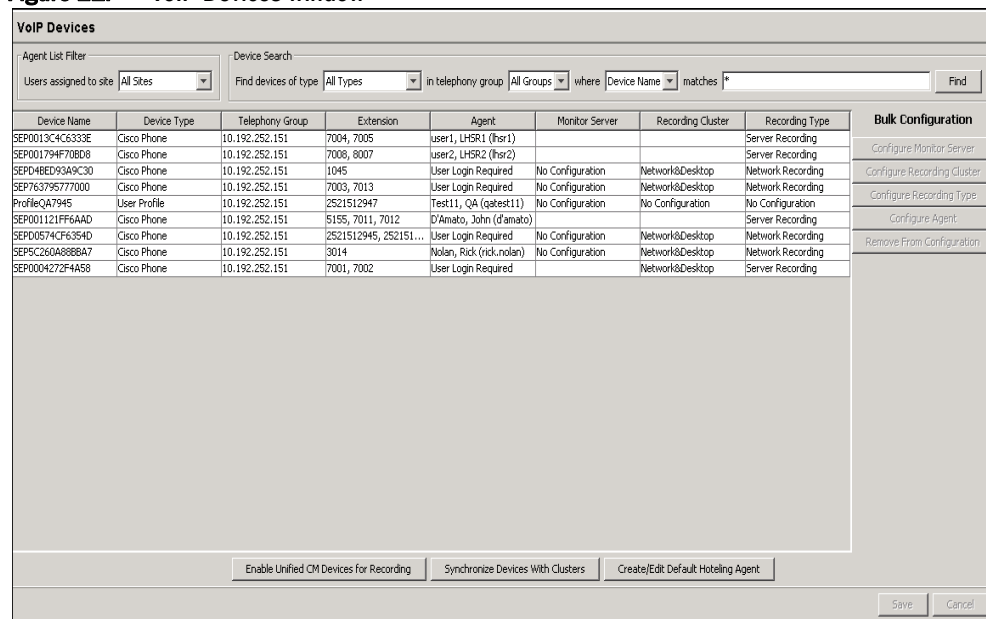 VoIP Devices
Agent List Filter
Users assigned to site All Sites
Device Search
Find devices of type All Types in telephony group All Groups where Device Name matches * Find
Device Name Device Type Telephony Group Extension Agent Monitor Server Recording Cluster Recording Type
SEP0013C4C6333E Cisco Phone 10.192.252.151 7004, 7005 user1, LHSR1 (lhsr1) Server Recording
SEP001794F70BD8 Cisco Phone 10.192.252.151 7008, 8007 user2, LHSR2 (lhsr2) Server Recording
SEPD4BED93A9C30 Cisco Phone 10.192.252.151 1045 User Login Required No Configuration Network&Desktop Network Recording
SEP763795777000 Cisco Phone 10.192.252.151 7003, 7013 User Login Required No Configuration Network&Desktop Network Recording
ProfileQA7945 User Profile 10.192.252.151 2521512947 Test11, QA (qatest11) No Configuration No Configuration No Configuration
SEP001121FF6AAD Cisco Phone 10.192.252.151 5155, 7011, 7012 D'Amato, John (d'amato) Server Recording
SEPD0574CF6354D Cisco Phone 10.192.252.151 2521512945, 252151... User Login Required No Configuration Network&Desktop Network Recording
SEP5C260A88BBA7 Cisco Phone 10.192.252.151 3014 Nolan, Rick (rick.nolan) No Configuration Network&Desktop Network Recording
SEP0004272F4A58 Cisco Phone 10.192.252.151 7001, 7002 User Login Required Network&Desktop Server Recording
Bulk Configuration
Configure Monitor Server
Configure Recording Cluster
Configure Recording Type
Configure Agent
Remove From Configuration
Enable Unified CM Devices for Recording Synchronize Devices With Clusters Create/Edit Default Hoteling Agent
Save Cancel